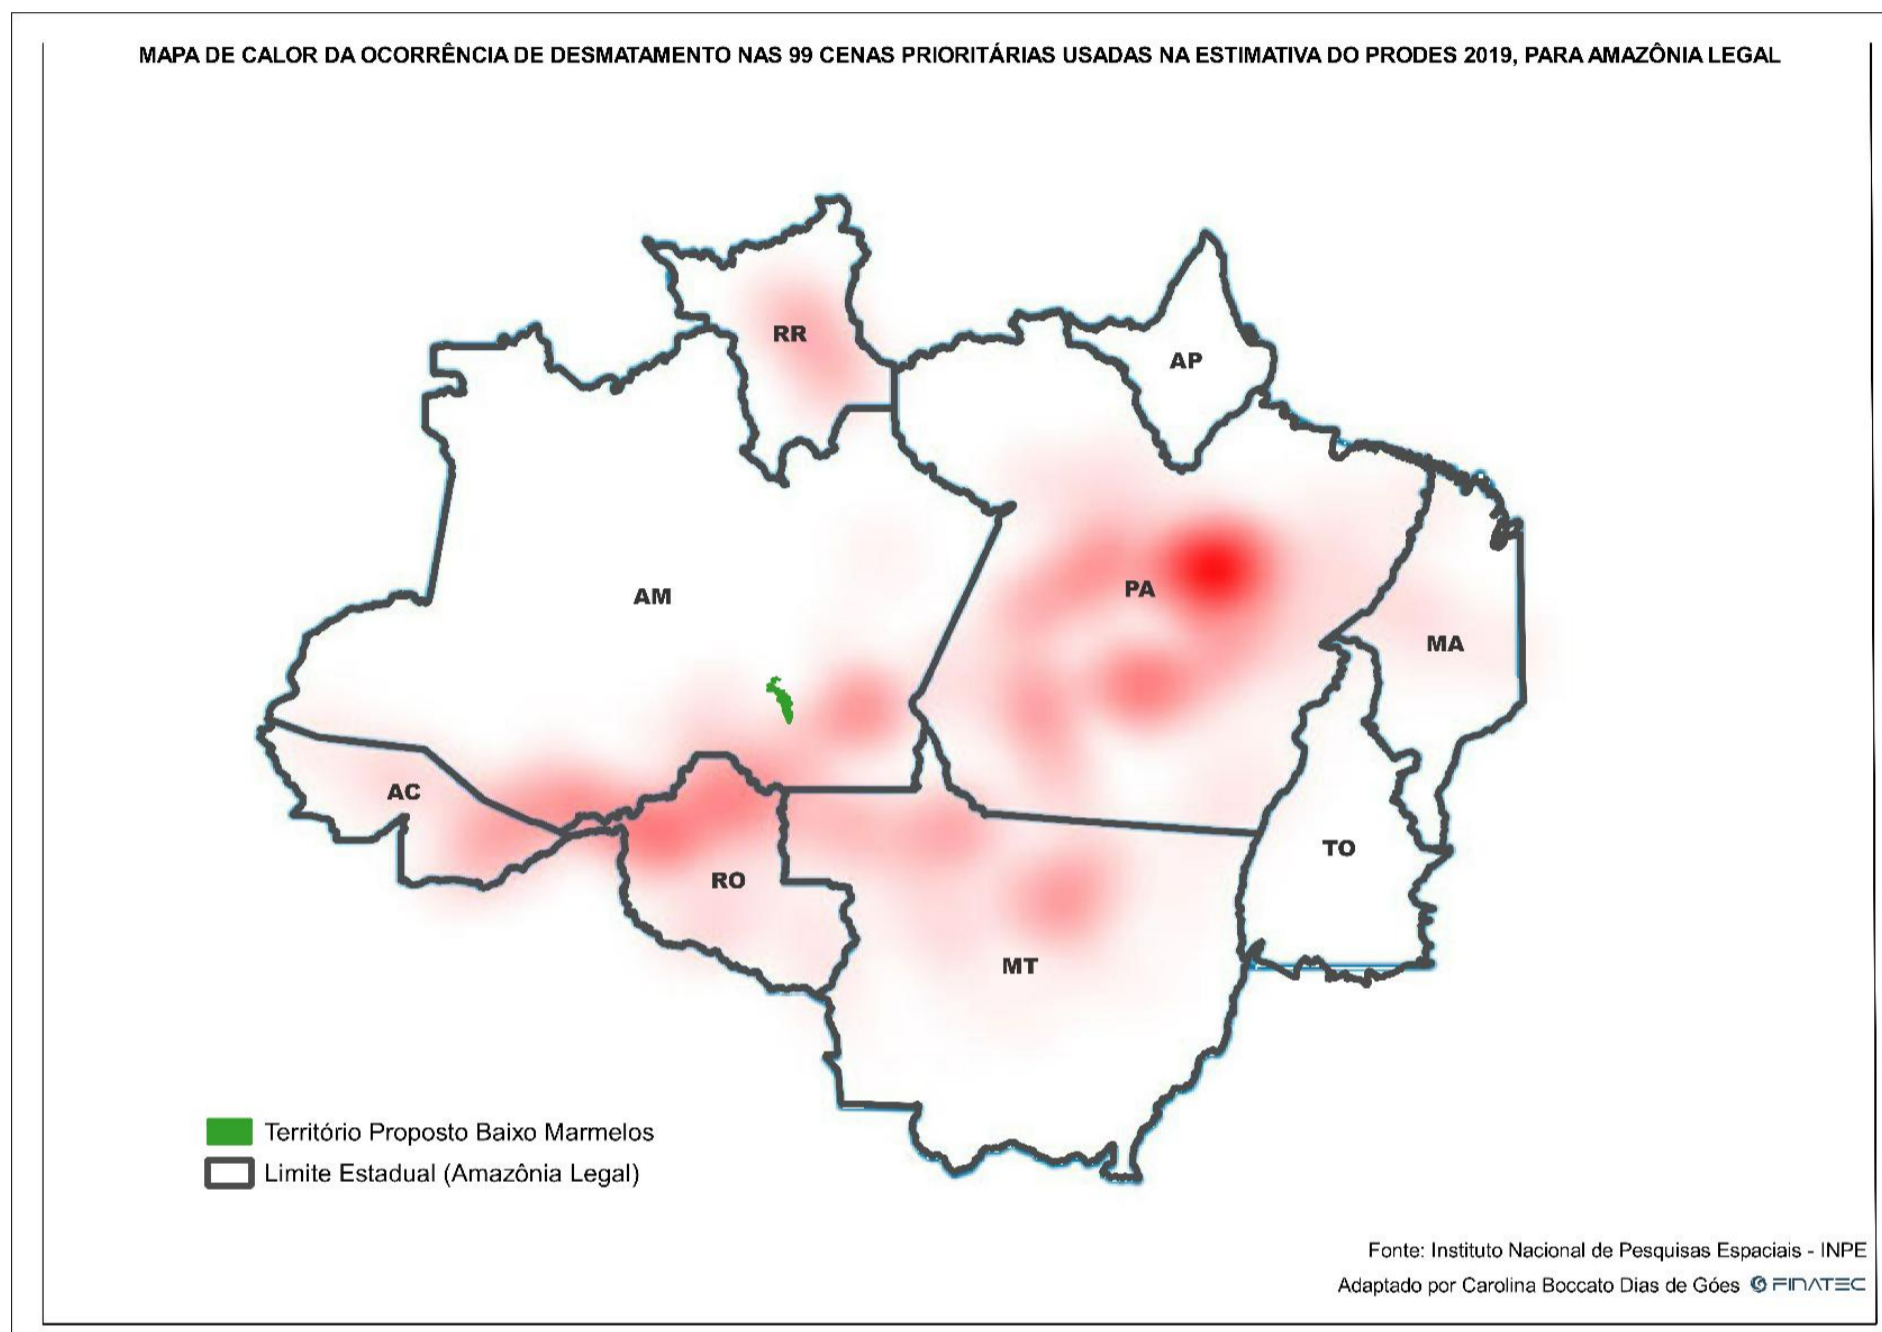 MAPA DE CALOR DA OCORRÊNCIA DE DESMATAMENTO NAS 99 CENAS PRIORITÁRIAS USADAS NA ESTIMATIVA DO PRODES 2019, PARA AMAZÔNIA LEGAL
RR
AP
AM
PA
MA
AC
RO
TO
MT
Território Proposto Baixo Marmelos
Limite Estadual (Amazônia Legal)
Fonte: Instituto Nacional de Pesquisas Espaciais - INPE
Adaptado por Carolina Boccato Dias de Góes FINATEC